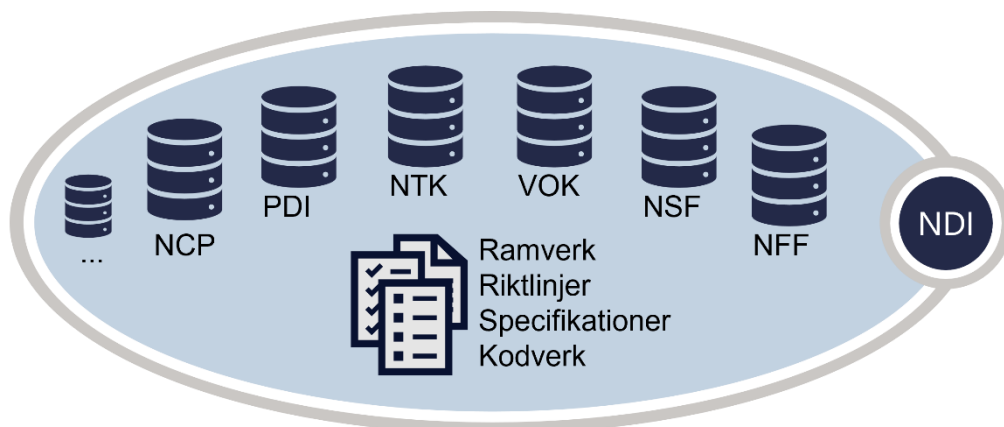 ...
NCP
PDI
NTK
VOK
NSF
NFF
NDI
Ramverk
Riktlinjer
Specifikationer
Kodverk